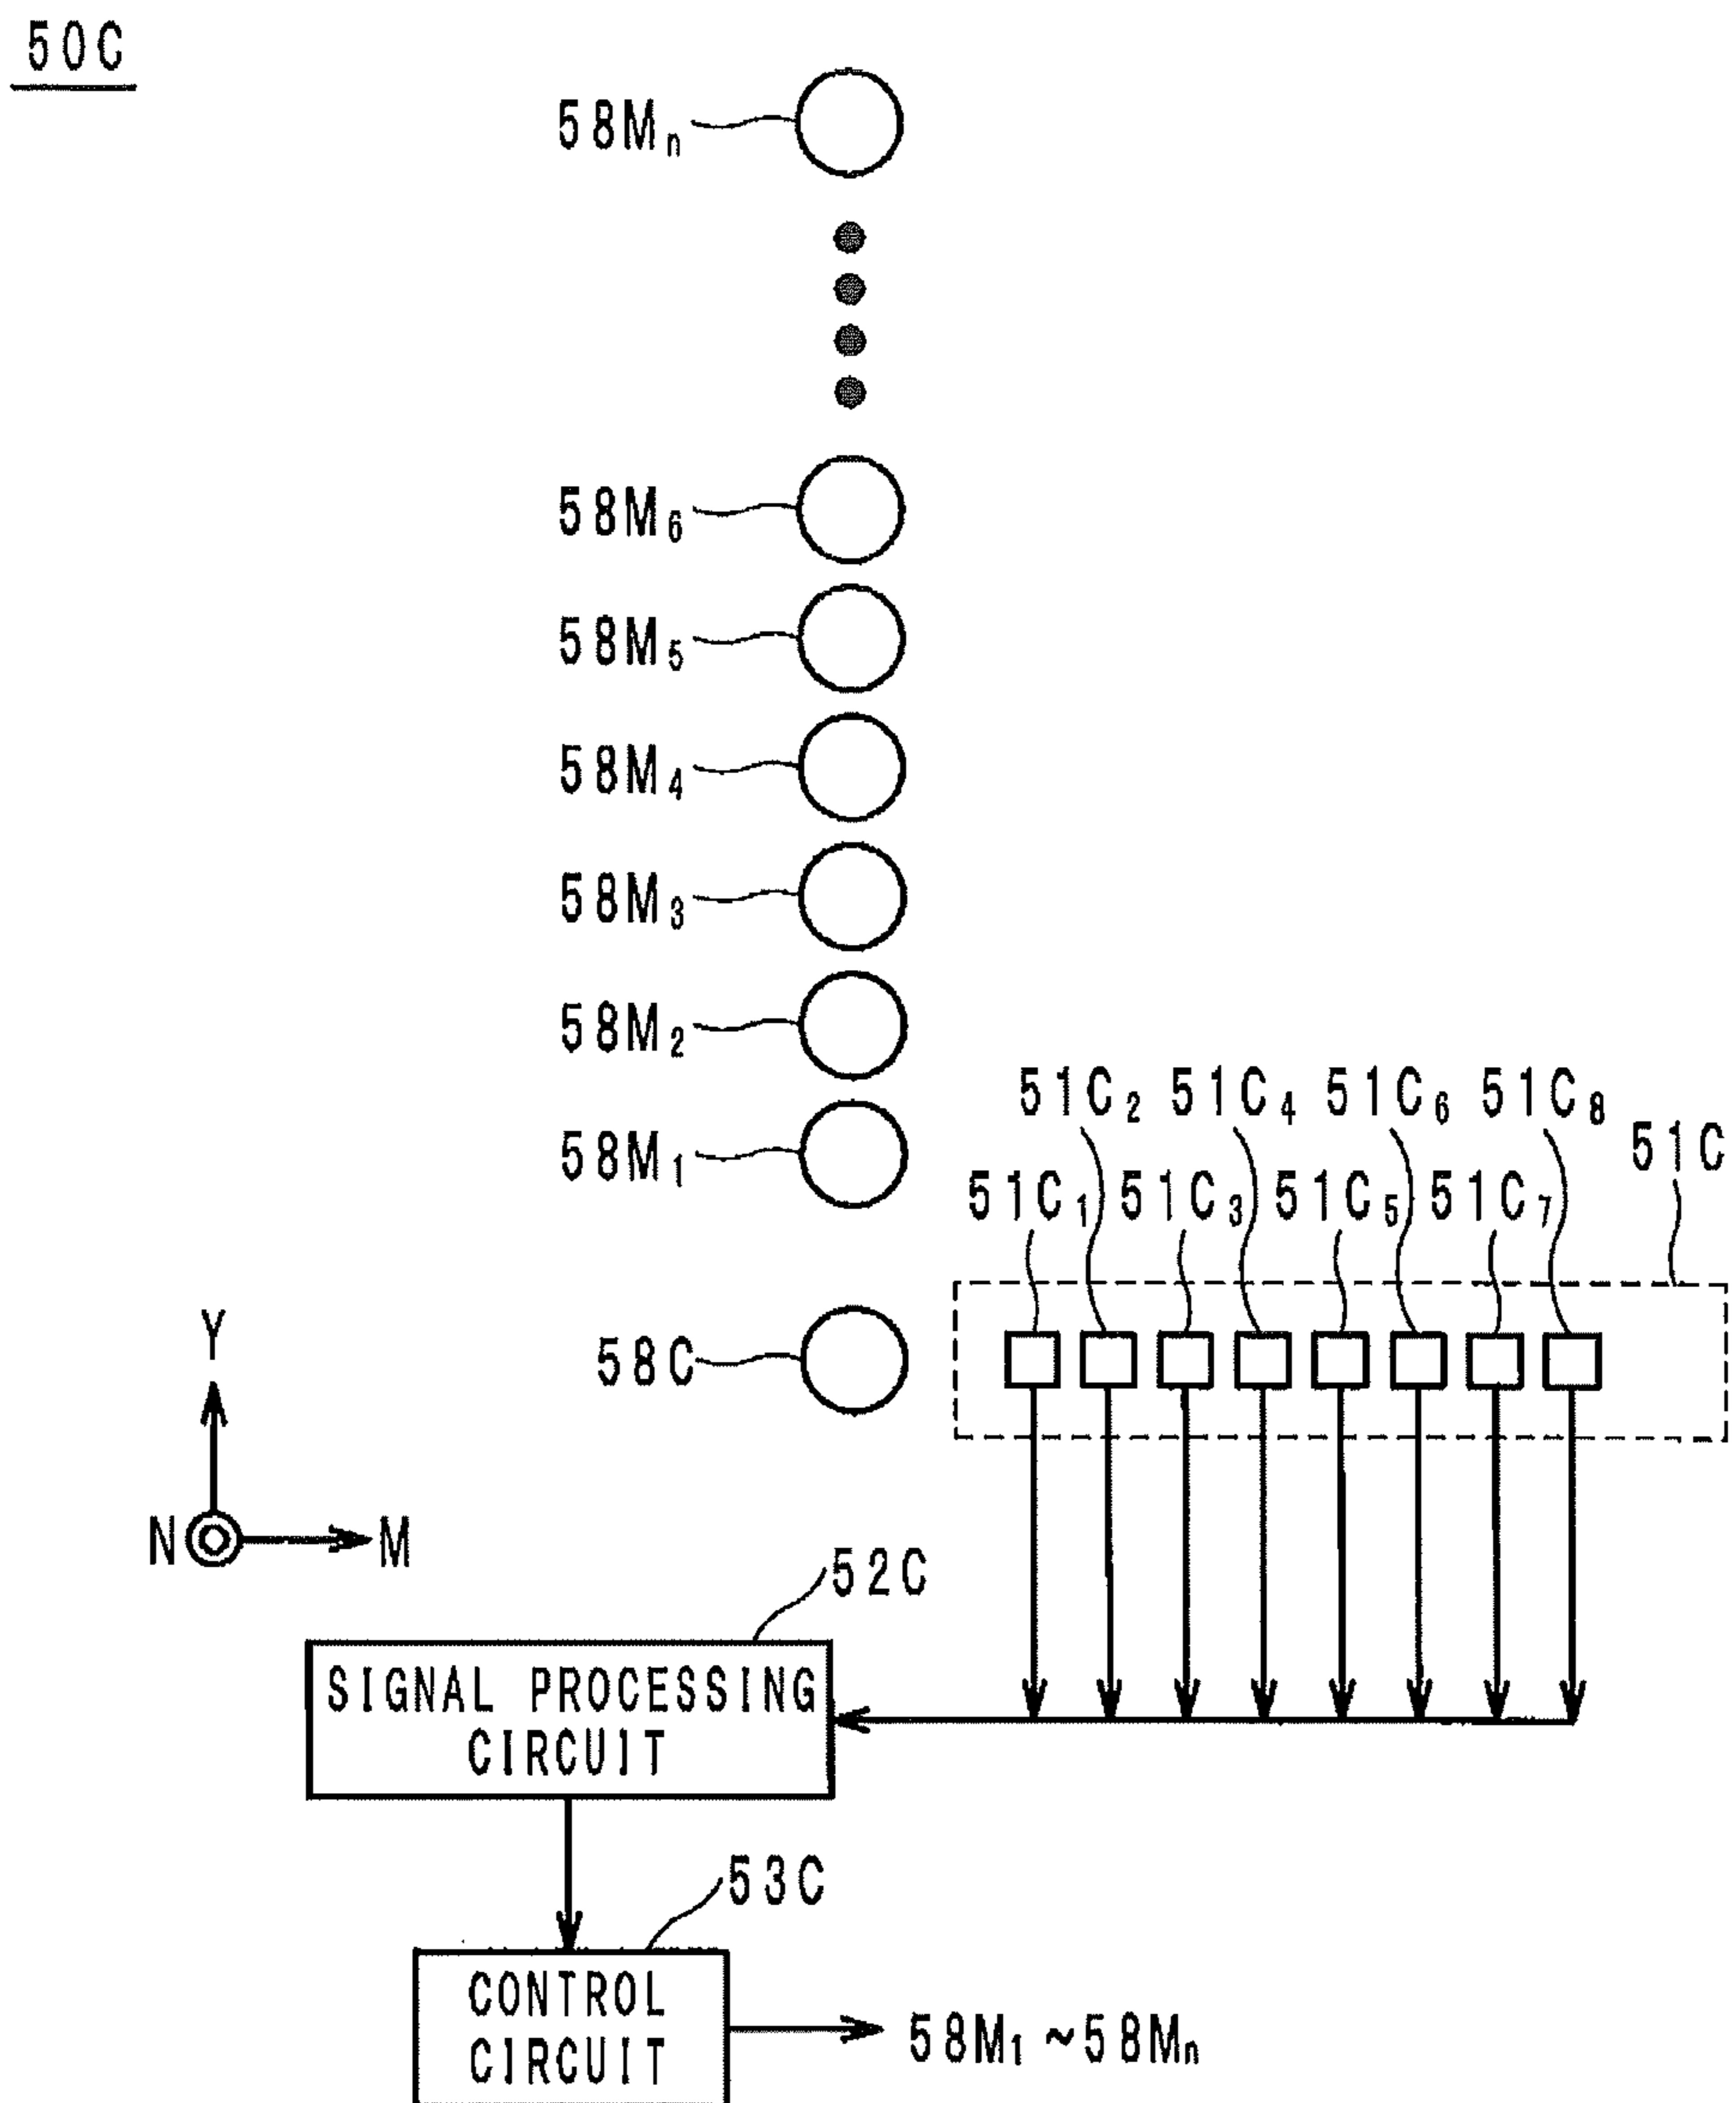 50C
58Mn
58M6
58M5
58M4
58M3
58M2
58M1
51C2 51C4 51C6 51C8
51C
51C1 51C3 51C5 51C7
58C
Y
N M
52C
SIGNAL PROCESSING
CIRCUIT
53C
CONTROL
CIRCUIT
58M1 ~58Mn